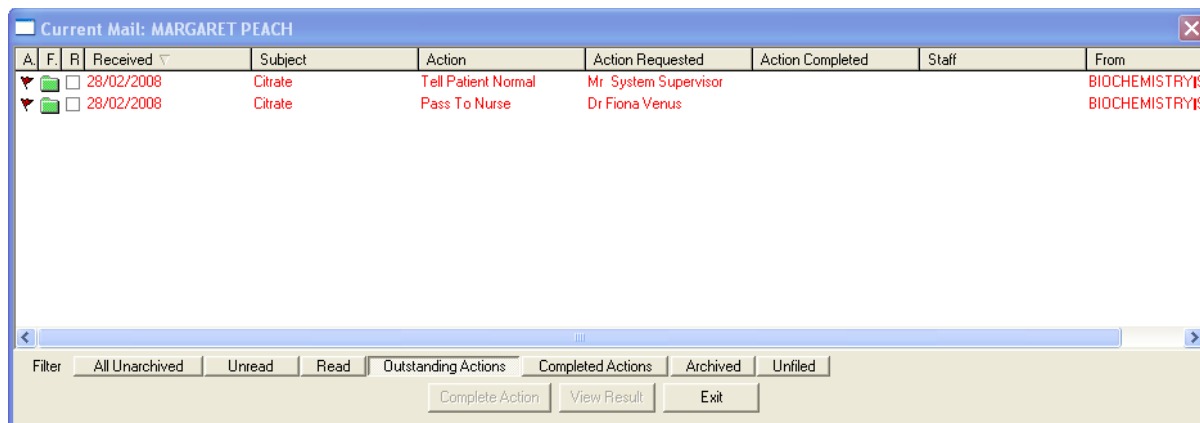 Current Mail: MARGARET PEACH
A. F. R Received Subject Action Action Requested Action Completed Staff From
28/02/2008 Citrate Tell Patient Normal Mr System Supervisor BIOCHEMISTRY
28/02/2008 Citrate Pass To Nurse Dr Fiona Venus BIOCHEMISTRY
Filter All Unarchived Unread Read Outstanding Actions Completed Actions Archived Unfiled
Complete Action View Result Exit